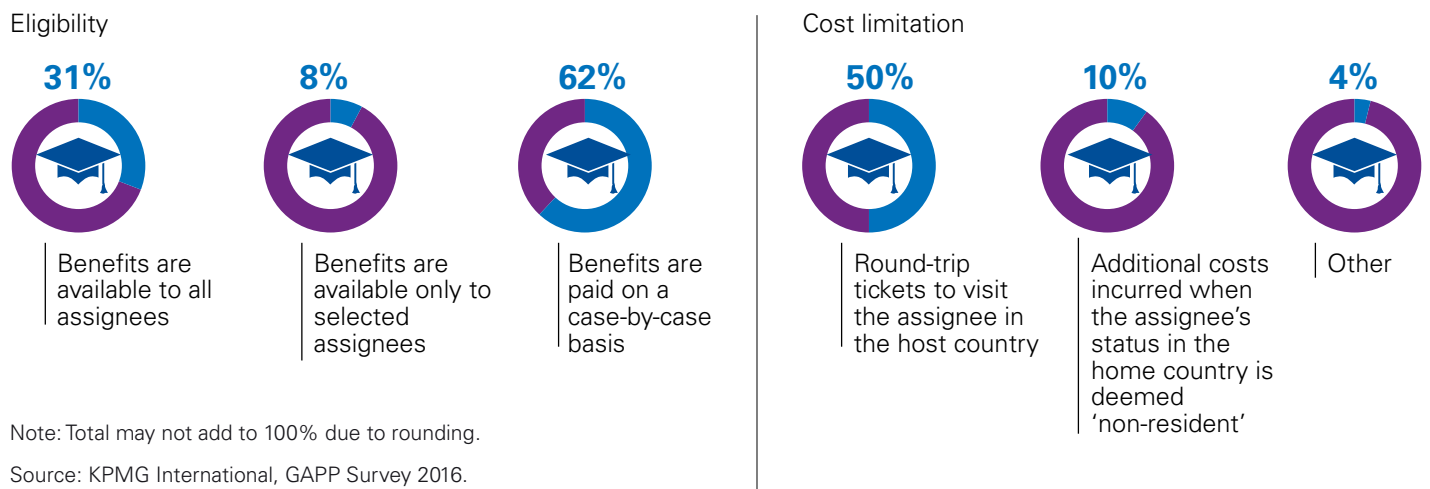 Eligibility
31%
Benefits are
available to all
assignees
8%
Benefits are
available only to
selected
assignees
62%
Benefits are
paid on a
case-by-case
basis
Note: Total may not add to 100% due to rounding.
Source: KPMG International, GAPP Survey 2016.
Cost limitation
50%
Round-trip
tickets to visit
the assignee in
the host country
10%
Additional costs
incurred when
the assignee’s
status in the
home country is
deemed
‘non-resident’
4%
Other